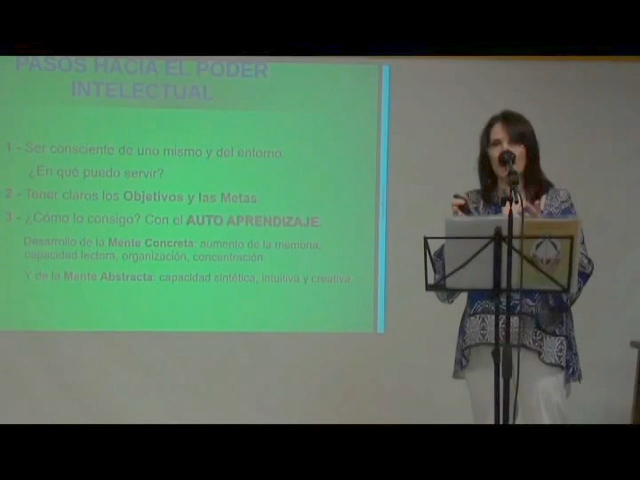 PASOS HACIA EL PODER
INTELECTUAL
1 - Ser consciente de uno mismo y del entorno.
¿En qué puedo servir?
2 - Tener claros los Objetivos y las Metas
3 - ¿Cómo lo consigo? Con el AUTO APRENDIZAJE.
Desarrollo de la Mente Concreta: aumento de la memoria,
capacidad lectora, organización, concentración.
Y de la Mente Abstracta: capacidad sintética, intuitiva y creativa.